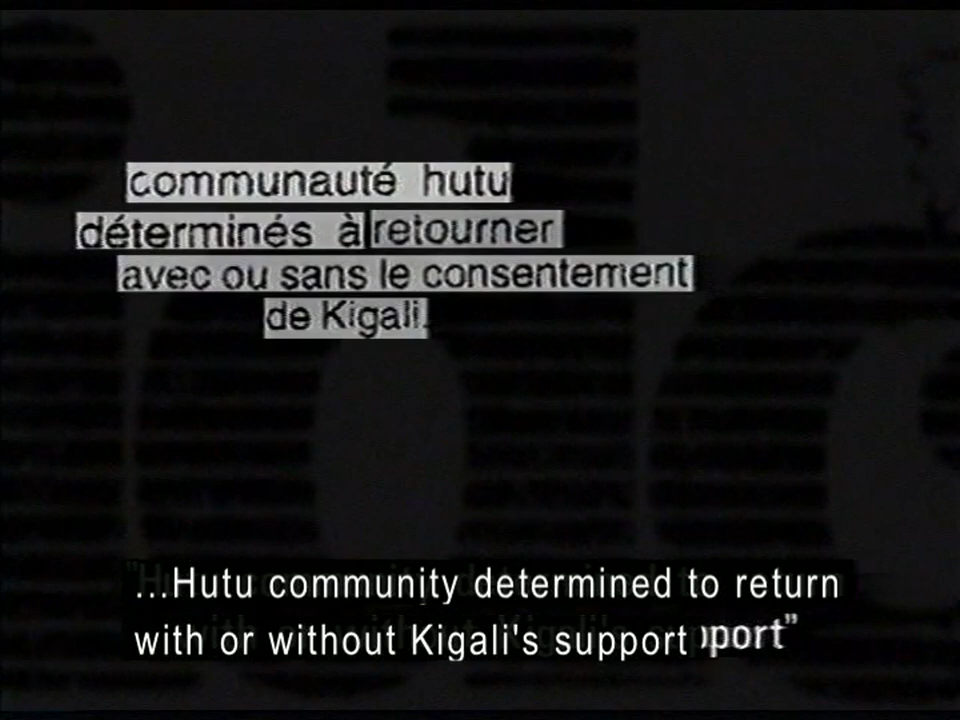 communauté hutu
déterminés à retourner
avec ou sans le consentement
de Kigali.
...Hutu community determined to return
with or without Kigali's support port”